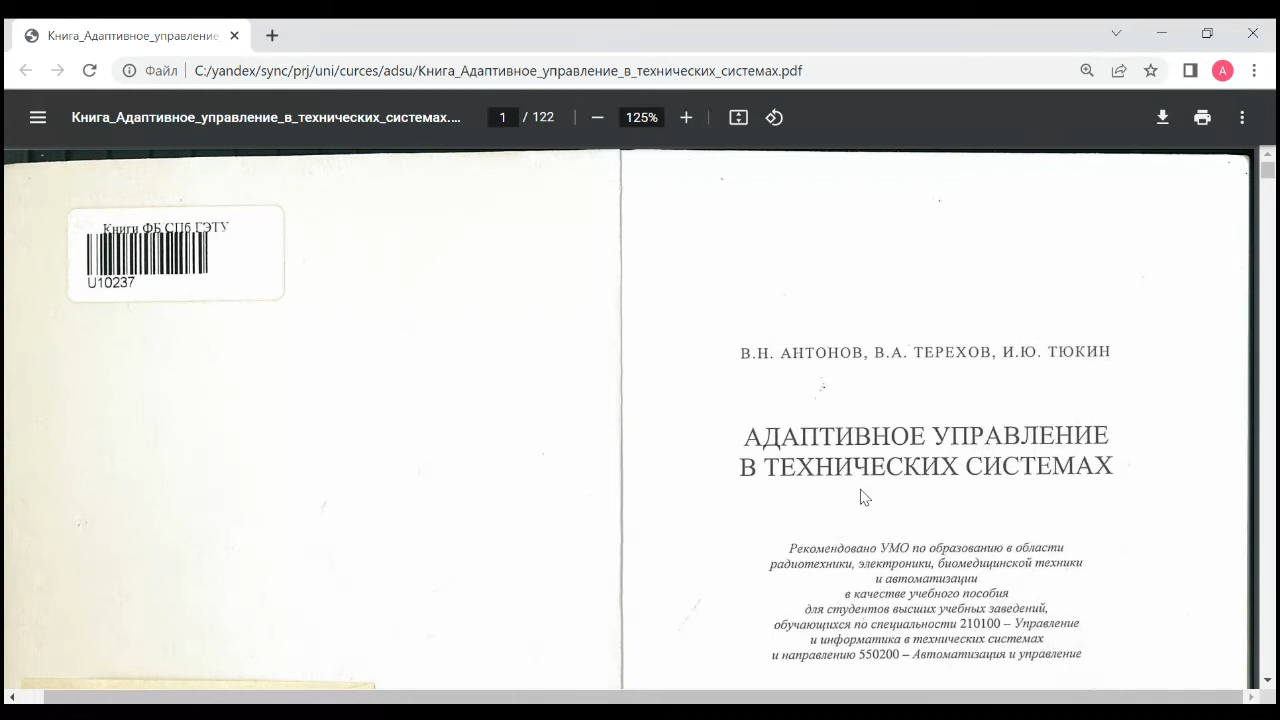 Книга_Адаптивное_управление_
Файл
C:/yandex/sync/prj/uni/curces/adsu/Книга_Адаптивное_управление_в_технических_системах.pdf
A
Книга_Адаптивное_управление_в_технических_системах....
1 / 122
125%
Книги ФБ СПб ГЭТУ
U10237
В.Н. АНТОНОВ, В.А. ТЕРЕХОВ, И.Ю. ТЮКИН
АДАПТИВНОЕ УПРАВЛЕНИЕ
В ТЕХНИЧЕСКИХ СИСТЕМАХ
Рекомендовано УМО по образованию в области
радиотехники, электроники, биомедицинской техники
и автоматизации
в качестве учебного пособия
для студентов высших учебных заведений,
обучающихся по специальности 210100 – Управление
и информатика в технических системах
и направлению 550200 – Автоматизация и управление